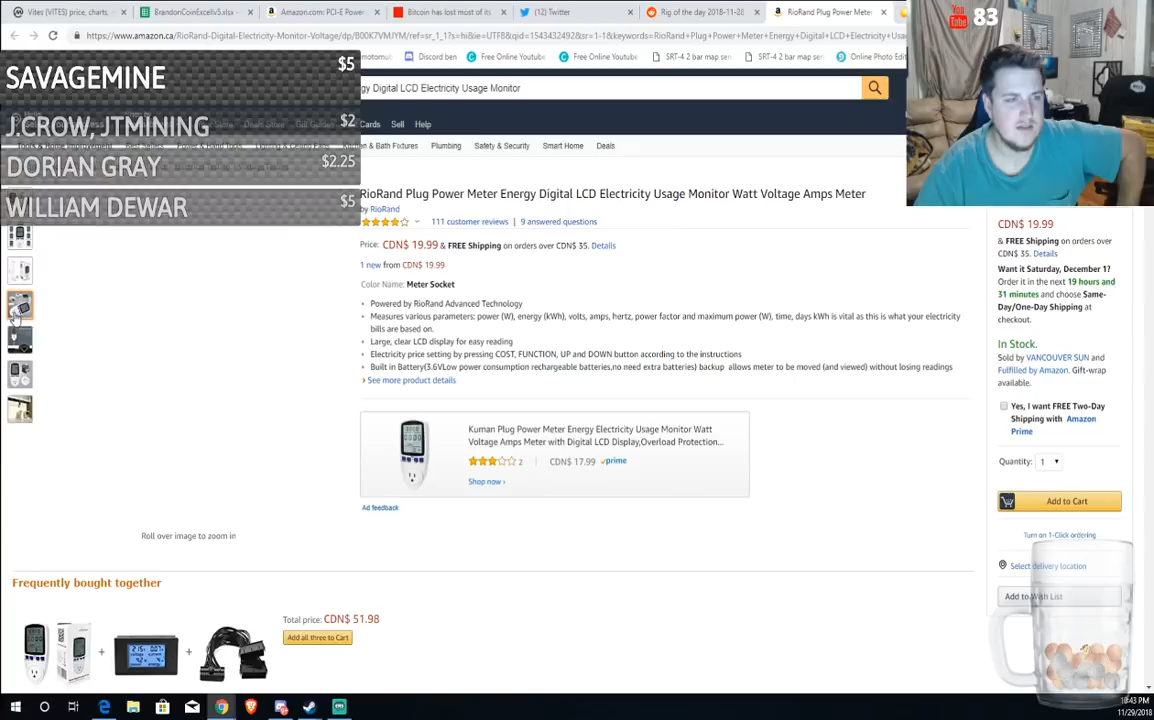 Vites (VITES) price, charts,
BrandonCoinExcellv5.xlsx -
Amazon.com: PCI-E Power
Bitcoin has lost most of its
(12) Twitter
Rig of the day 2018-11-28
RioRand Plug Power Meter
https://www.amazon.ca/RioRand-Digital-Electricity-Monitor-Voltage/dp/B00K7VMJYM/ref=sr_1_1?s=hi&ie=UTF8&qid=1543432492&sr=1-1&keywords=RioRand+Plug+Power+Meter+Energy+Digital+LCD+Electricity+Usa
Discord ben
Free Online Youtube
Free Online Youtube
SRT-4 2 bar map sen
SRT-4 2 bar map sen
Online Photo Edit
You Tube 83
SAVAGEMINE $5
J.CROW, JTMINING $2
DORIAN GRAY $2.25
WILLIAM DEWAR $5
gy Digital LCD Electricity Usage Monitor
Cards Sell Help
n & Bath Fixtures Plumbing Safety & Security Smart Home Deals
RioRand Plug Power Meter Energy Digital LCD Electricity Usage Monitor Watt Voltage Amps Meter
by RioRand
111 customer reviews | 9 answered questions
Price: CDN$ 19.99 & FREE Shipping on orders over CDN$ 35. Details
1 new from CDN$ 19.99
Color Name: Meter Socket
Powered by RioRand Advanced Technology
Measures various parameters: power (W), energy (kWh), volts, amps, hertz, power factor and maximum power (W), time, days kWh is vital as this is what your electricity
bills are based on.
Large, clear LCD display for easy reading
Electricity price setting by pressing COST, FUNCTION, UP and DOWN button according to the instructions
Built in Battery(3.6VLow power consumption rechargeable batteries,no need extra batteries) backup allows meter to be moved (and viewed) without losing readings
See more product details
Kuman Plug Power Meter Energy Electricity Usage Monitor Watt
Voltage Amps Meter with Digital LCD Display,Overload Protection...
2 | CDN$ 17.99 prime
Shop now ›
Ad feedback
Roll over image to zoom in
CDN$ 19.99
& FREE Shipping on orders over
CDN$ 35. Details
Want it Saturday, December 1?
Order it in the next 19 hours and
31 minutes and choose Same-
Day/One-Day Shipping at
checkout.
In Stock.
Sold by VANCOUVER SUN and
Fulfilled by Amazon. Gift-wrap
available.
Yes, I want FREE Two-Day
Shipping with Amazon
Prime
Quantity: 1
Add to Cart
Turn on 1-Click ordering
Select delivery location
Add to Wish List
Frequently bought together
Total price: CDN$ 51.98
Add all three to Cart
10:43 PM
11/29/2018